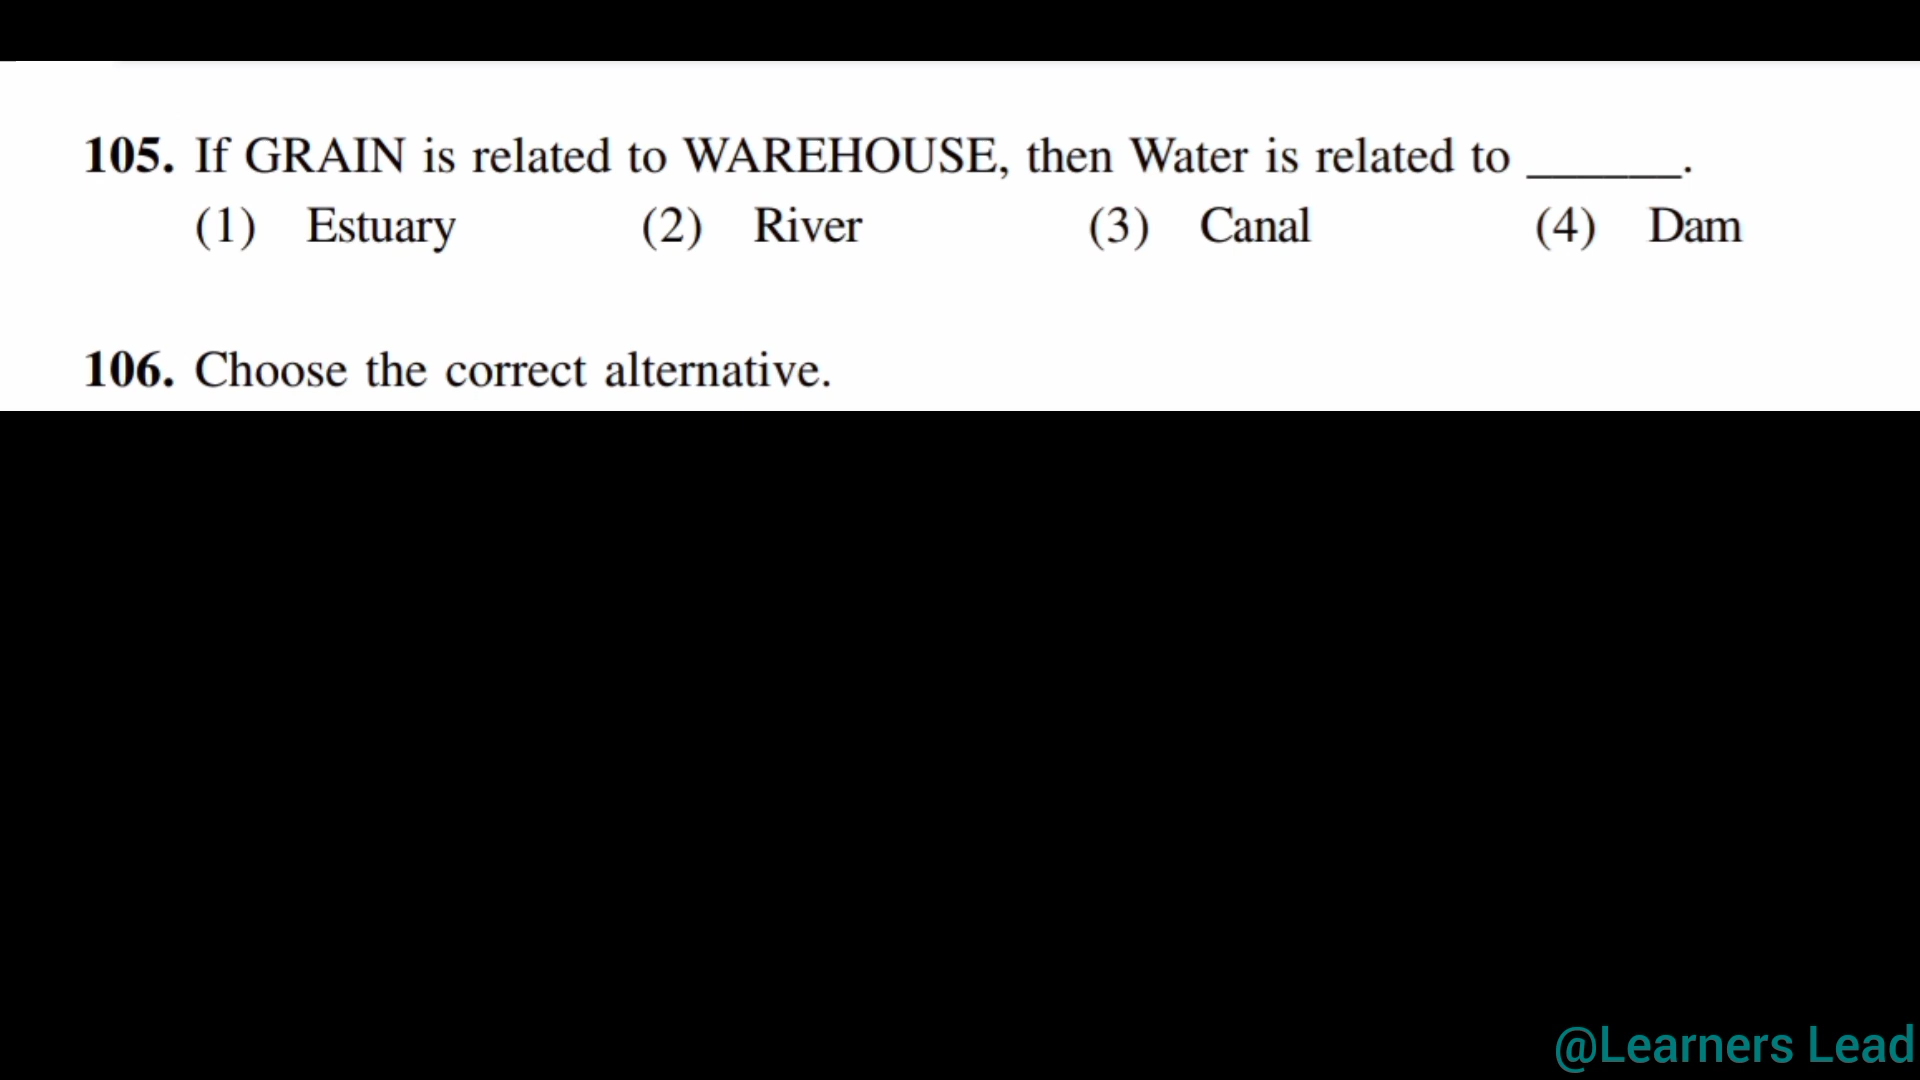 105. If GRAIN is related to WAREHOUSE, then Water is related to ______.
(1) Estuary (2) River (3) Canal (4) Dam
106. Choose the correct alternative.
@Learners Lead